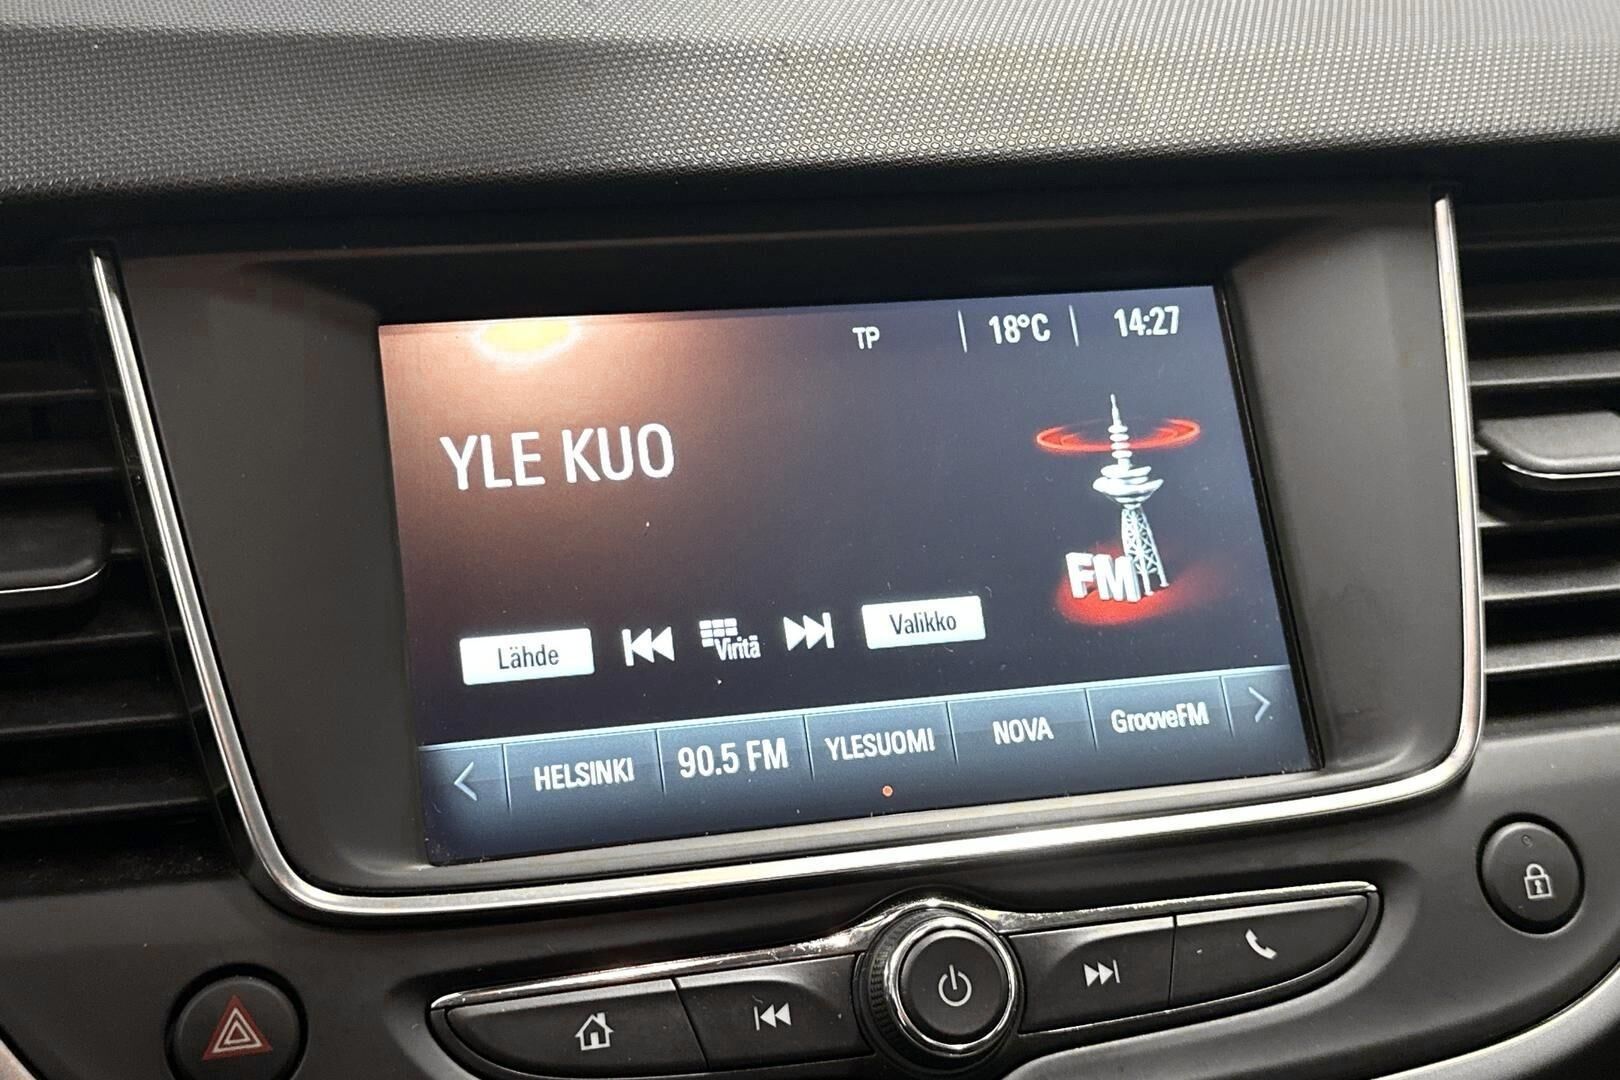 TP 18°C 14:27
YLE KUO
FM
Lähde Viritä Valikko
HELSINKI 90.5 FM YLESUOMI NOVA GrooveFM